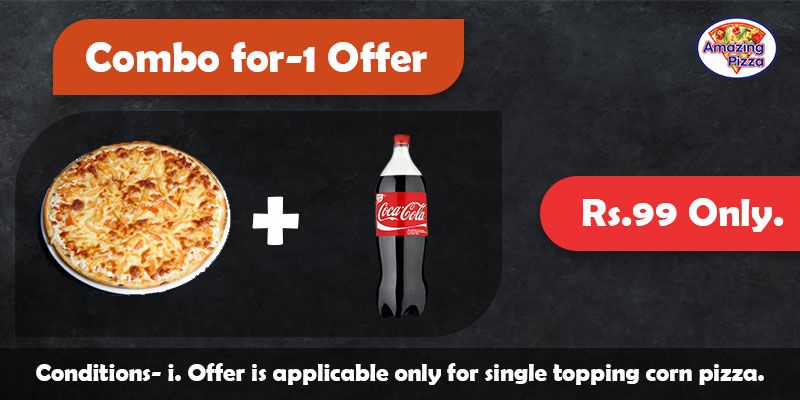 Combo for-1 Offer
Amazing
Pizza
Coca-Cola
Rs.99 Only.
Conditions- i. Offer is applicable only for single topping corn pizza.